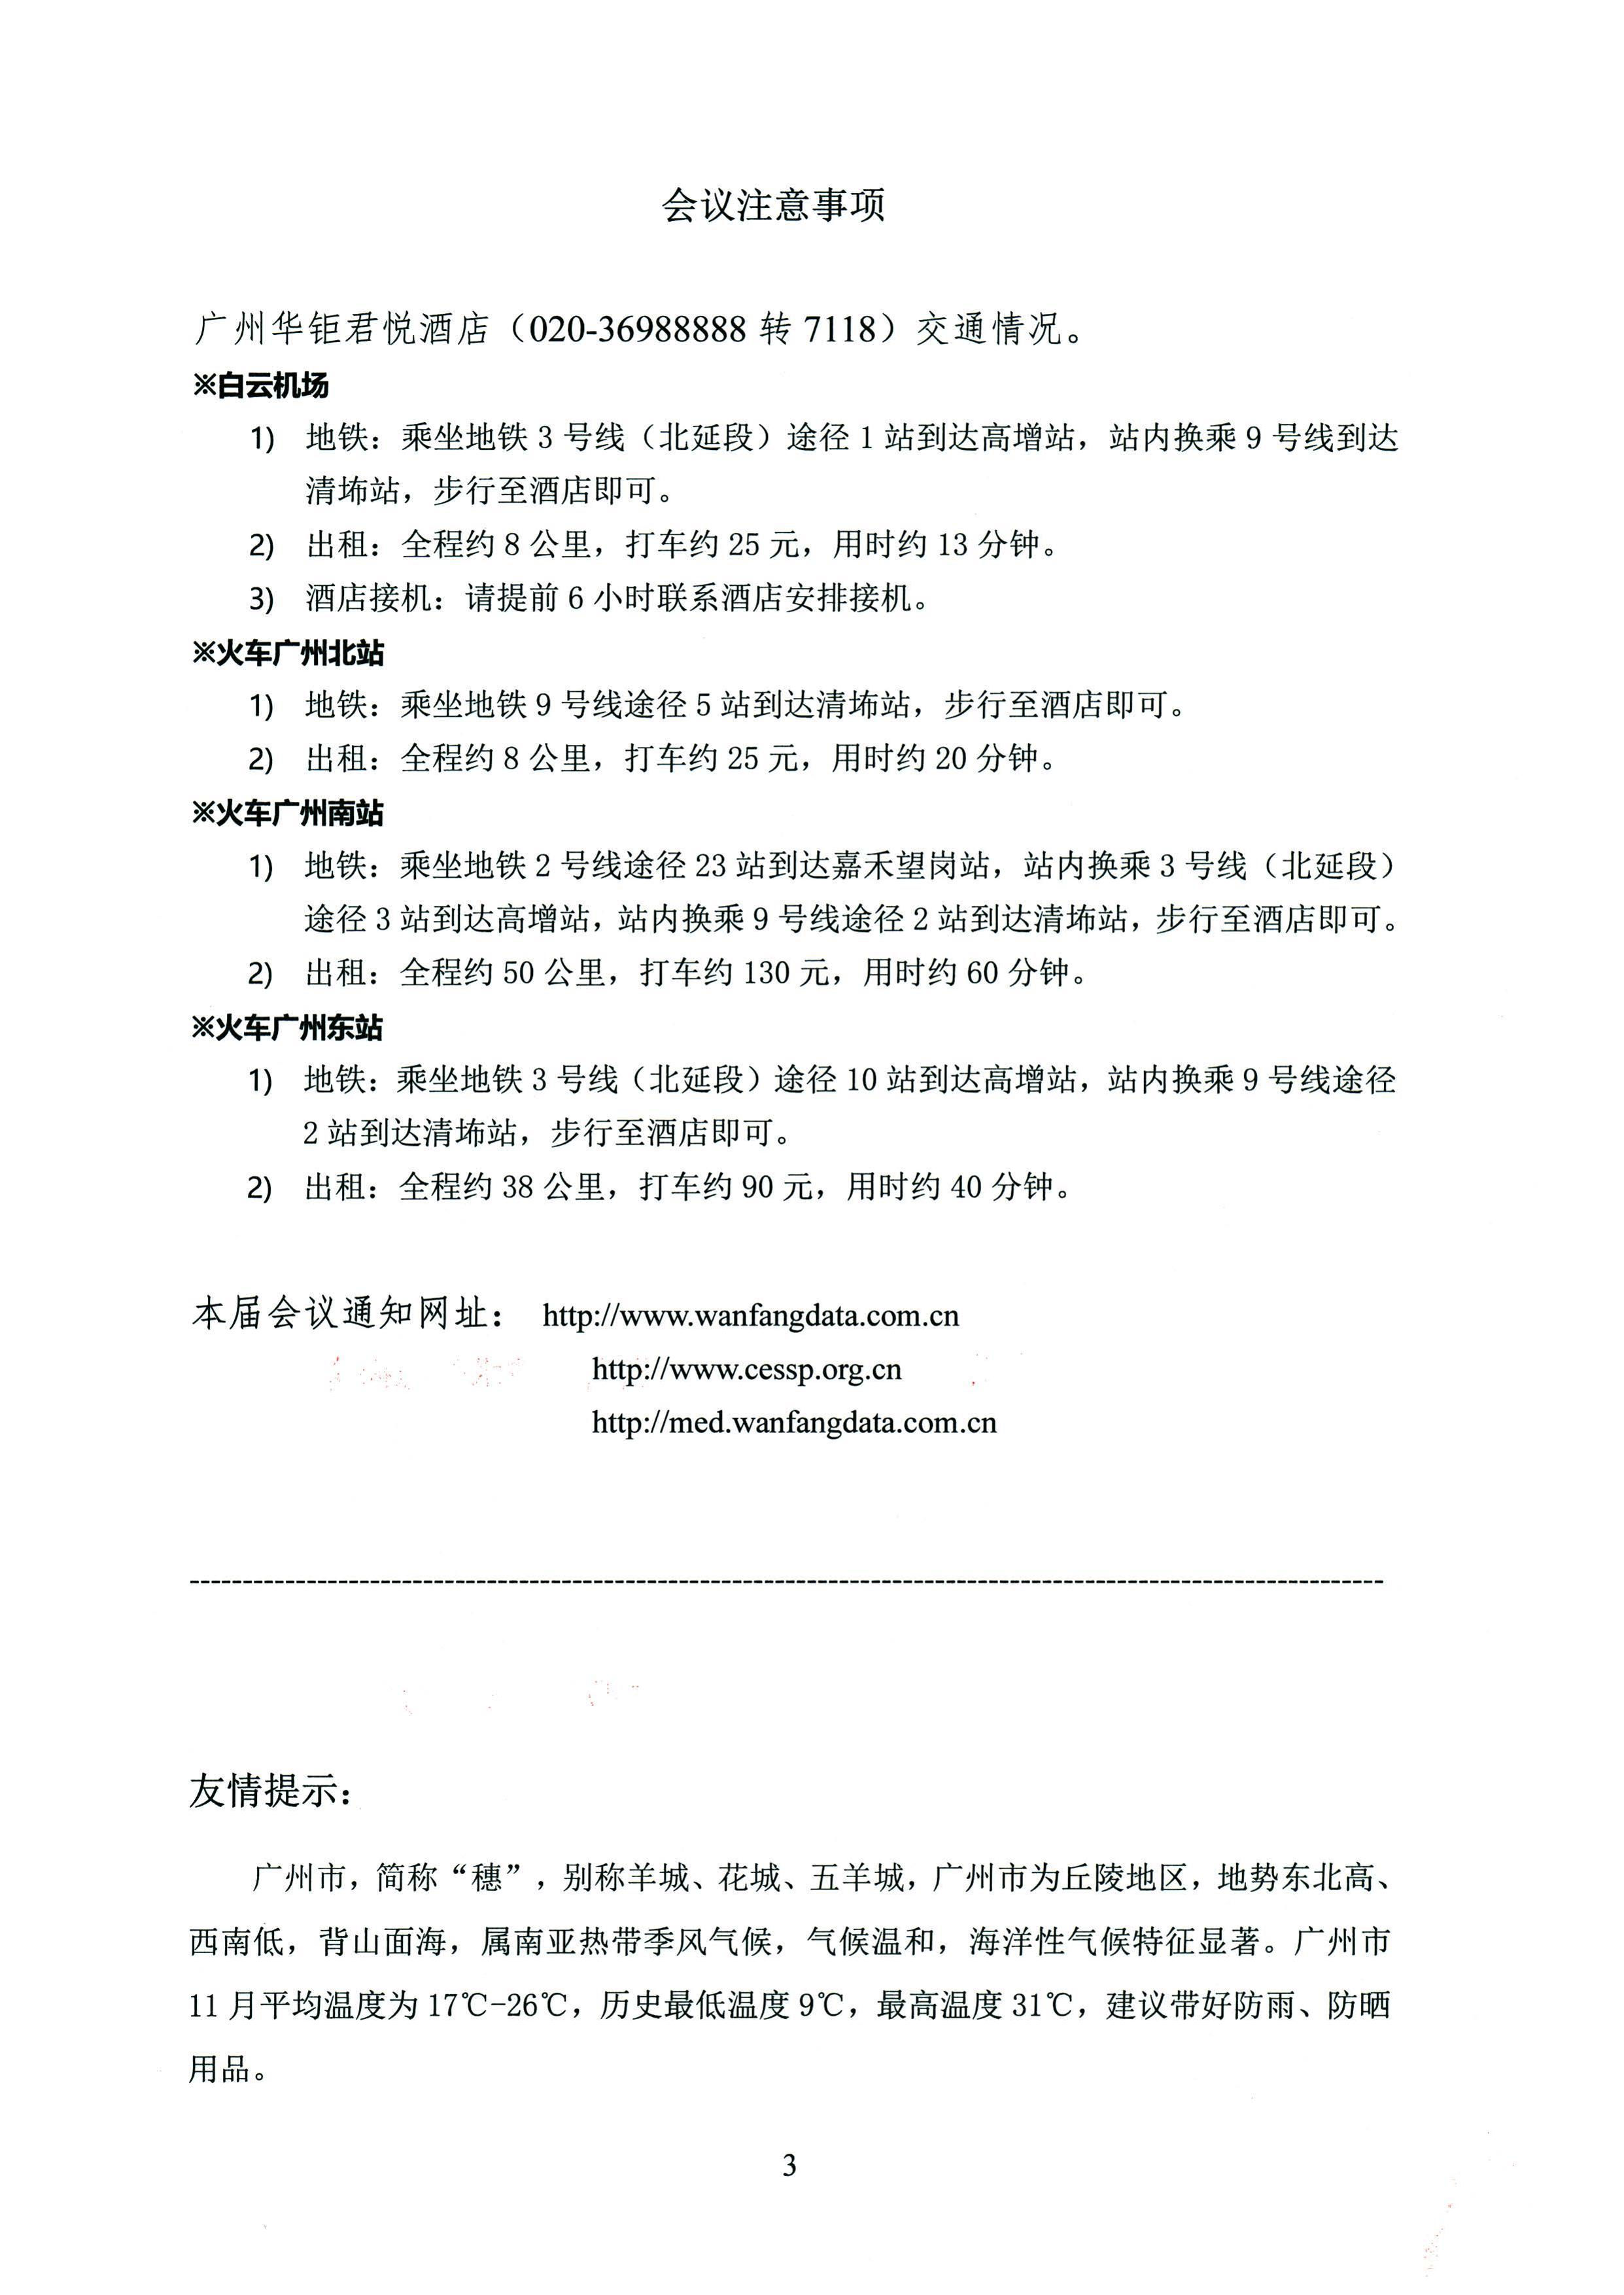 会议注意事项
广州华钜君悦酒店（020-36988888 转 7118）交通情况。
※白云机场
1) 地铁：乘坐地铁 3 号线（北延段）途径 1 站到达高增站，站内换乘 9 号线到达
清㘵站，步行至酒店即可。
2) 出租：全程约 8 公里，打车约 25 元，用时约 13 分钟。
3) 酒店接机：请提前 6 小时联系酒店安排接机。
※火车广州北站
1) 地铁：乘坐地铁 9 号线途径 5 站到达清㘵站，步行至酒店即可。
2) 出租：全程约 8 公里，打车约 25 元，用时约 20 分钟。
※火车广州南站
1) 地铁：乘坐地铁 2 号线途径 23 站到达嘉禾望岗站，站内换乘 3 号线（北延段）
途径 3 站到达高增站，站内换乘 9 号线途径 2 站到达清㘵站，步行至酒店即可。
2) 出租：全程约 50 公里，打车约 130 元，用时约 60 分钟。
※火车广州东站
1) 地铁：乘坐地铁 3 号线（北延段）途径 10 站到达高增站，站内换乘 9 号线途径
2 站到达清㘵站，步行至酒店即可。
2) 出租：全程约 38 公里，打车约 90 元，用时约 40 分钟。
本届会议通知网址： http://www.wanfangdata.com.cn
http://www.cessp.org.cn
http://med.wanfangdata.com.cn
友情提示：
广州市，简称“穗”，别称羊城、花城、五羊城，广州市为丘陵地区，地势东北高、
西南低，背山面海，属南亚热带季风气候，气候温和，海洋性气候特征显著。广州市
11 月平均温度为 17℃-26℃，历史最低温度 9℃，最高温度 31℃，建议带好防雨、防晒
用品。
3